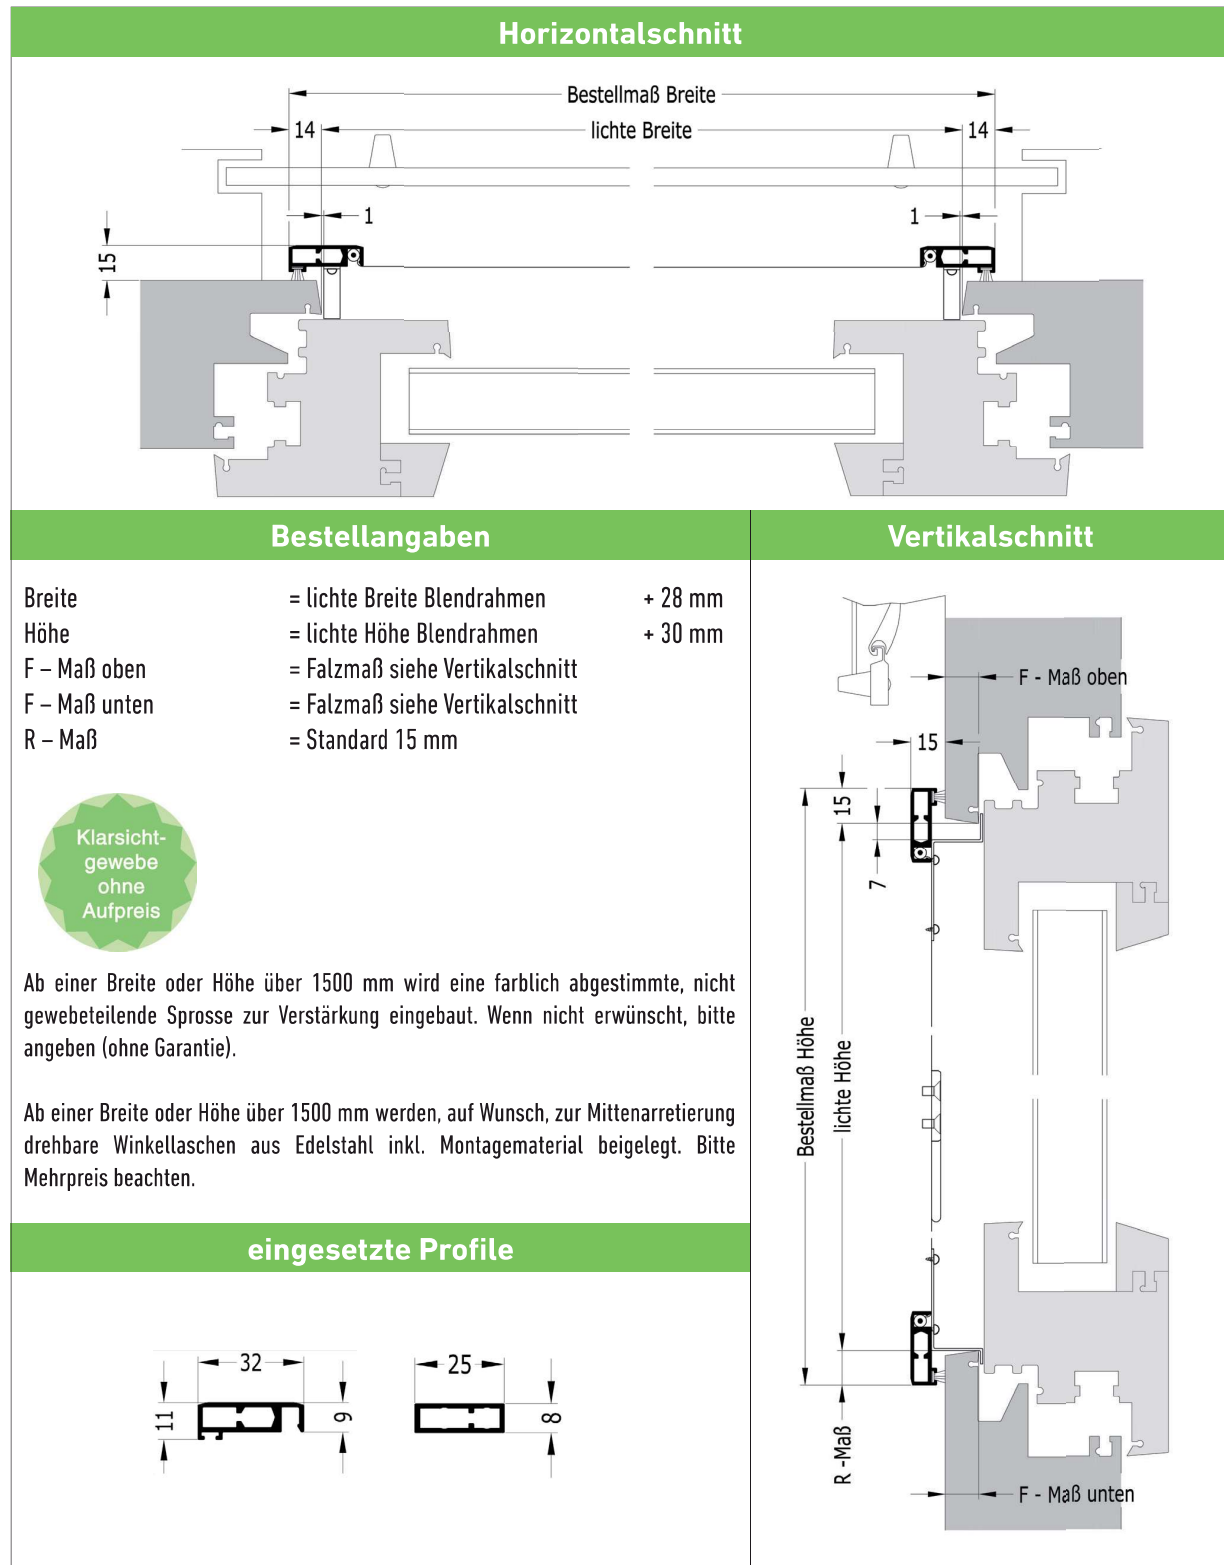 Horizontalschnitt
Bestellmaß Breite
14
lichte Breite
14
1
1
15
Bestellangaben
Breite = lichte Breite Blendrahmen + 28 mm
Höhe = lichte Höhe Blendrahmen + 30 mm
F – Maß oben = Falzmaß siehe Vertikalschnitt
F – Maß unten = Falzmaß siehe Vertikalschnitt
R – Maß = Standard 15 mm
Klarsicht-
gewebe
ohne
Aufpreis
Ab einer Breite oder Höhe über 1500 mm wird eine farblich abgestimmte, nicht
gewebeteilende Sprosse zur Verstärkung eingebaut. Wenn nicht erwünscht, bitte
angeben (ohne Garantie).
Ab einer Breite oder Höhe über 1500 mm werden, auf Wunsch, zur Mittenarretierung
drehbare Winkellaschen aus Edelstahl inkl. Montagematerial beigelegt. Bitte
Mehrpreis beachten.
eingesetzte Profile
32
11
9
25
8
Vertikalschnitt
F - Maß oben
15
15
7
Bestellmaß Höhe
lichte Höhe
R -Maß
F - Maß unten